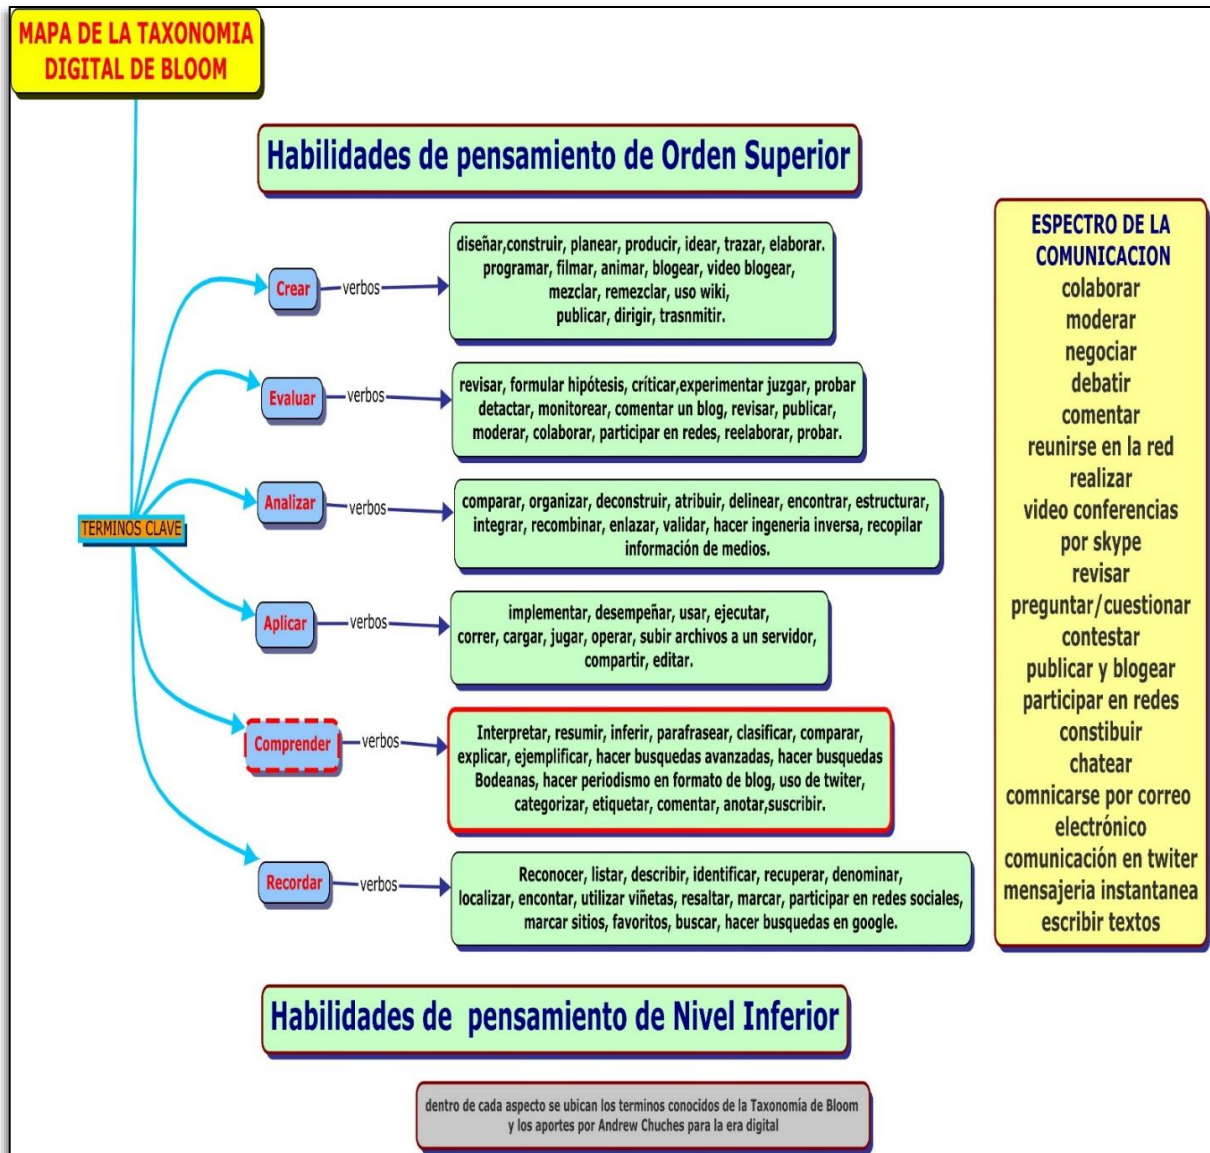 MAPA DE LA TAXONOMIA
DIGITAL DE BLOOM
Habilidades de pensamiento de Orden Superior
TERMINOS CLAVE
Crear
verbos
diseñar,construir, planear, producir, idear, trazar, elaborar.
programar, filmar, animar, blogear, video blogear,
mezclar, remezclar, uso wiki,
publicar, dirigir, trasnmitir.
Evaluar
verbos
revisar, formular hipótesis, críticar,experimentar juzgar, probar
detactar, monitorear, comentar un blog, revisar, publicar,
moderar, colaborar, participar en redes, reelaborar, probar.
Analizar
verbos
comparar, organizar, deconstruir, atribuir, delinear, encontrar, estructurar,
integrar, recombinar, enlazar, validar, hacer ingeneria inversa, recopilar
información de medios.
Aplicar
verbos
implementar, desempeñar, usar, ejecutar,
correr, cargar, jugar, operar, subir archivos a un servidor,
compartir, editar.
Comprender
verbos
Interpretar, resumir, inferir, parafrasear, clasificar, comparar,
explicar, ejemplificar, hacer busquedas avanzadas, hacer busquedas
Bodeanas, hacer periodismo en formato de blog, uso de twiter,
categorizar, etiquetar, comentar, anotar,suscribir.
Recordar
verbos
Reconocer, listar, describir, identificar, recuperar, denominar,
localizar, encontar, utilizar viñetas, resaltar, marcar, participar en redes sociales,
marcar sitios, favoritos, buscar, hacer busquedas en google.
Habilidades de pensamiento de Nivel Inferior
dentro de cada aspecto se ubican los terminos conocidos de la Taxonomía de Bloom
y los aportes por Andrew Chuches para la era digital
ESPECTRO DE LA
COMUNICACION
colaborar
moderar
negociar
debatir
comentar
reunirse en la red
realizar
video conferencias
por skype
revisar
preguntar/cuestionar
contestar
publicar y blogear
participar en redes
constibuir
chatear
comnicarse por correo
electrónico
comunicación en twiter
mensajeria instantanea
escribir textos